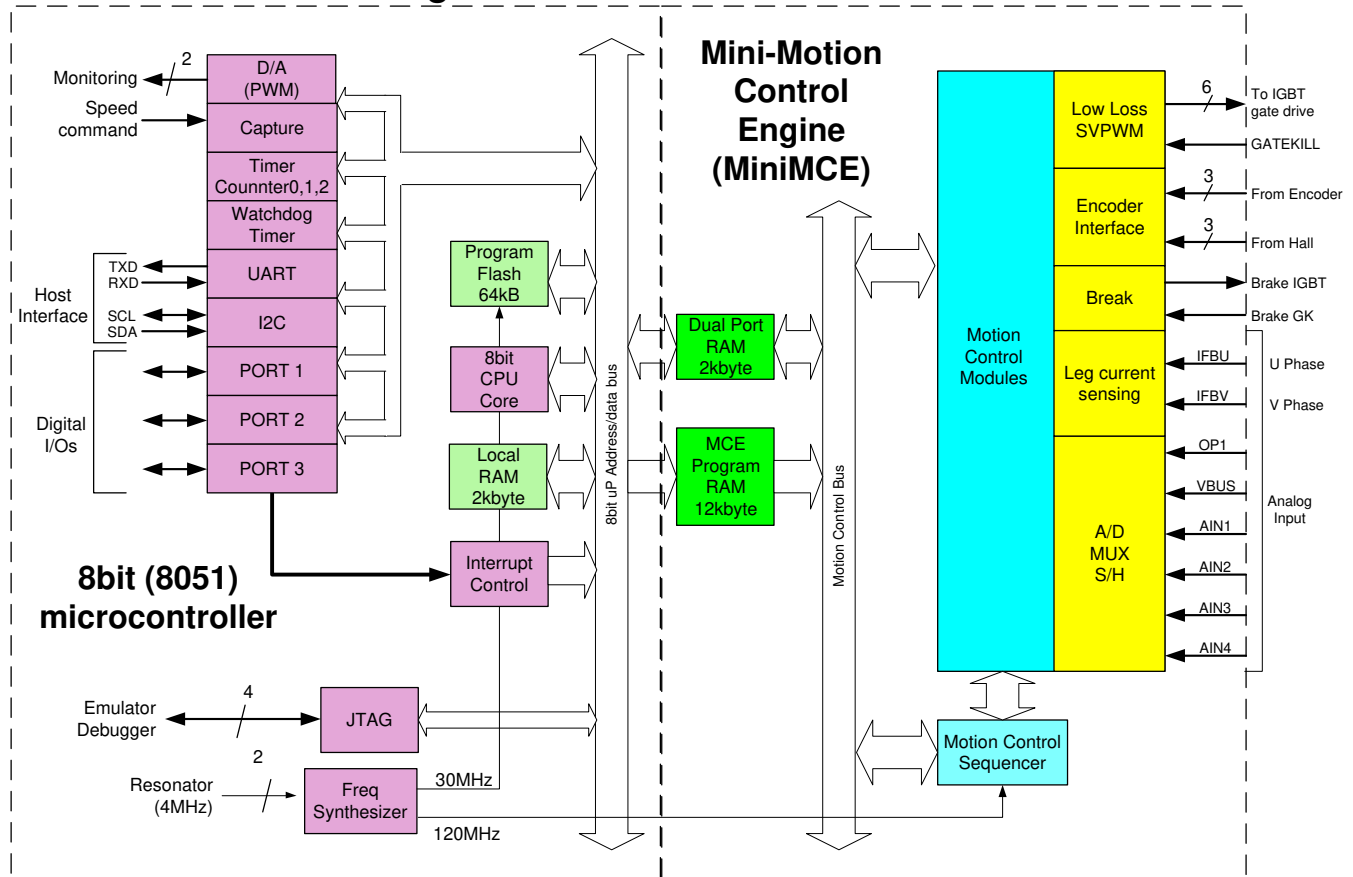 2
Monitoring
D/A
(PWM)
Speed
command
Capture
Timer
Counnter0,1,2
Watchdog
Timer
TXD
RXD
UART
Host
Interface
SCL
SDA
I2C
PORT 1
Digital
I/Os
PORT 2
PORT 3
Program
Flash
64kB
8bit
CPU
Core
Local
RAM
2kbyte
Interrupt
Control
8bit (8051)
microcontroller
4
Emulator
Debugger
JTAG
2
Resonator
(4MHz)
Freq
Synthesizer
30MHz
120MHz
8bit uP Address/data bus
Mini-Motion
Control
Engine
(MiniMCE)
Dual Port
RAM
2kbyte
MCE
Program
RAM
12kbyte
Motion Control Bus
Motion
Control
Modules
Motion Control
Sequencer
Low Loss
SVPWM
6
To IGBT
gate drive
GATEKILL
Encoder
Interface
3
From Encoder
3
From Hall
Break
Brake IGBT
Brake GK
Leg current
sensing
IFBU
U Phase
IFBV
V Phase
A/D
MUX
S/H
OP1
VBUS
AIN1
AIN2
AIN3
AIN4
Analog
Input